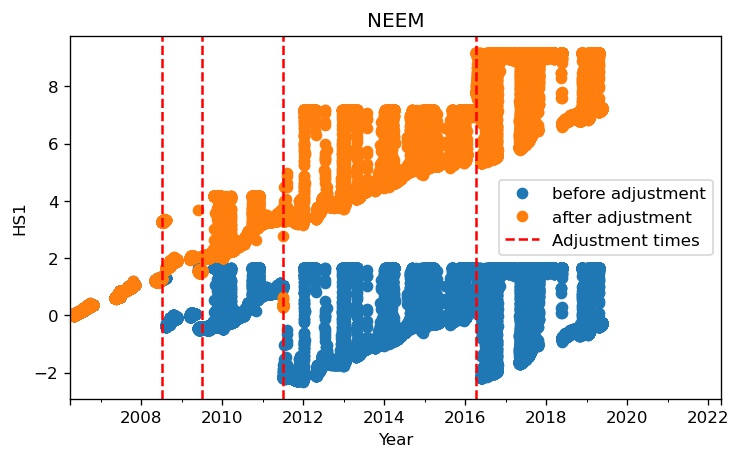 NEEM
HS1
8
6
4
2
0
−2
before adjustment
after adjustment
Adjustment times
2008 2010 2012 2014 2016 2018 2020 2022
Year